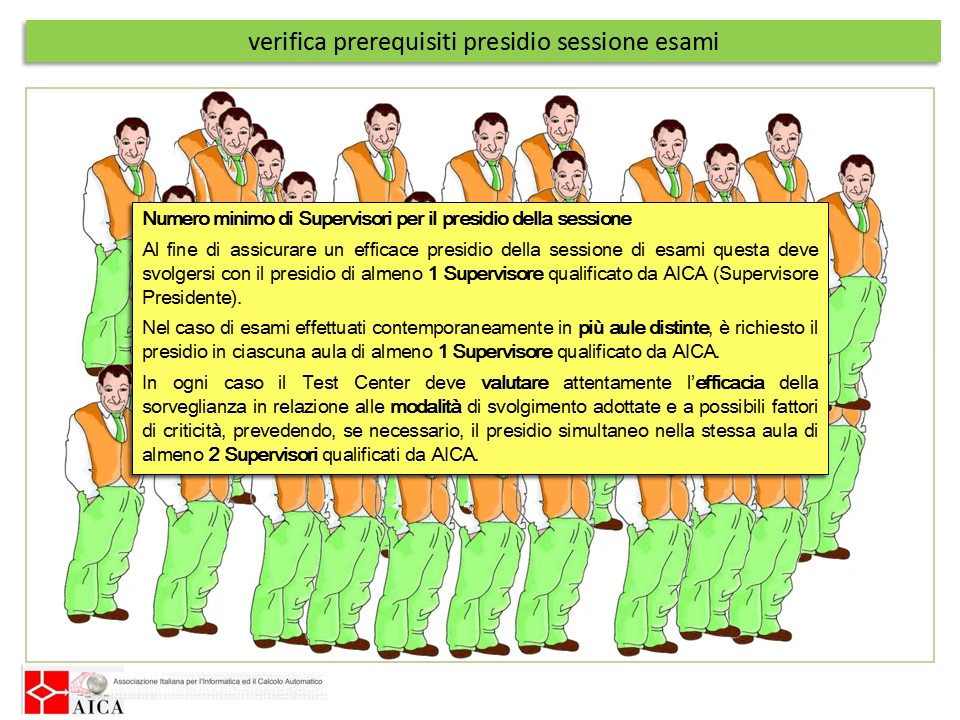 verifica prerequisiti presidio sessione esami
Numero minimo di Supervisori per il presidio della sessione
Al fine di assicurare un efficace presidio della sessione di esami questa deve
svolgersi con il presidio di almeno 1 Supervisore qualificato da AICA (Supervisore
Presidente).
Nel caso di esami effettuati contemporaneamente in più aule distinte, è richiesto il
presidio in ciascuna aula di almeno 1 Supervisore qualificato da AICA.
In ogni caso il Test Center deve valutare attentamente l’efficacia della
sorveglianza in relazione alle modalità di svolgimento adottate e a possibili fattori
di criticità, prevedendo, se necessario, il presidio simultaneo nella stessa aula di
almeno 2 Supervisori qualificati da AICA.
Associazione Italiana per l'Informatica ed il Calcolo Automatico
AICA